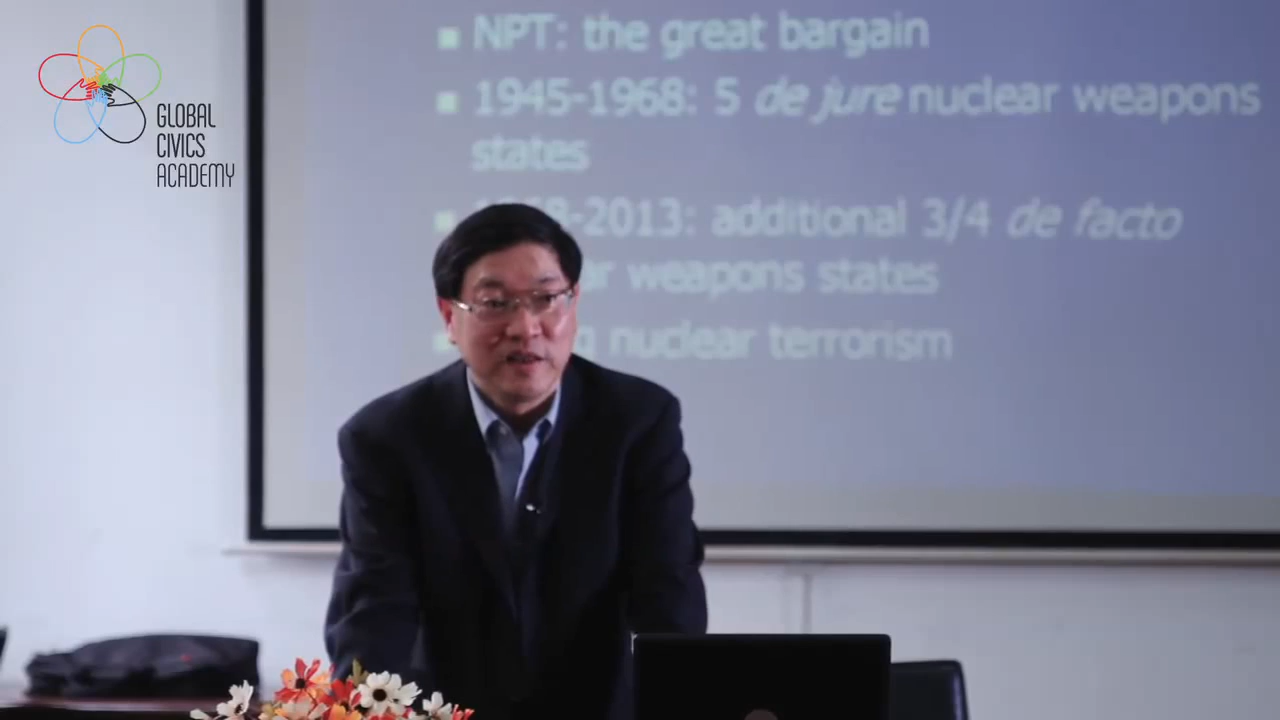 GLOBAL
CIVICS
ACADEMY
NPT: the great bargain
1945-1968: 5 de jure nuclear weapons
states
8-2013: additional 3/4 de facto
weapons states
nuclear terrorism